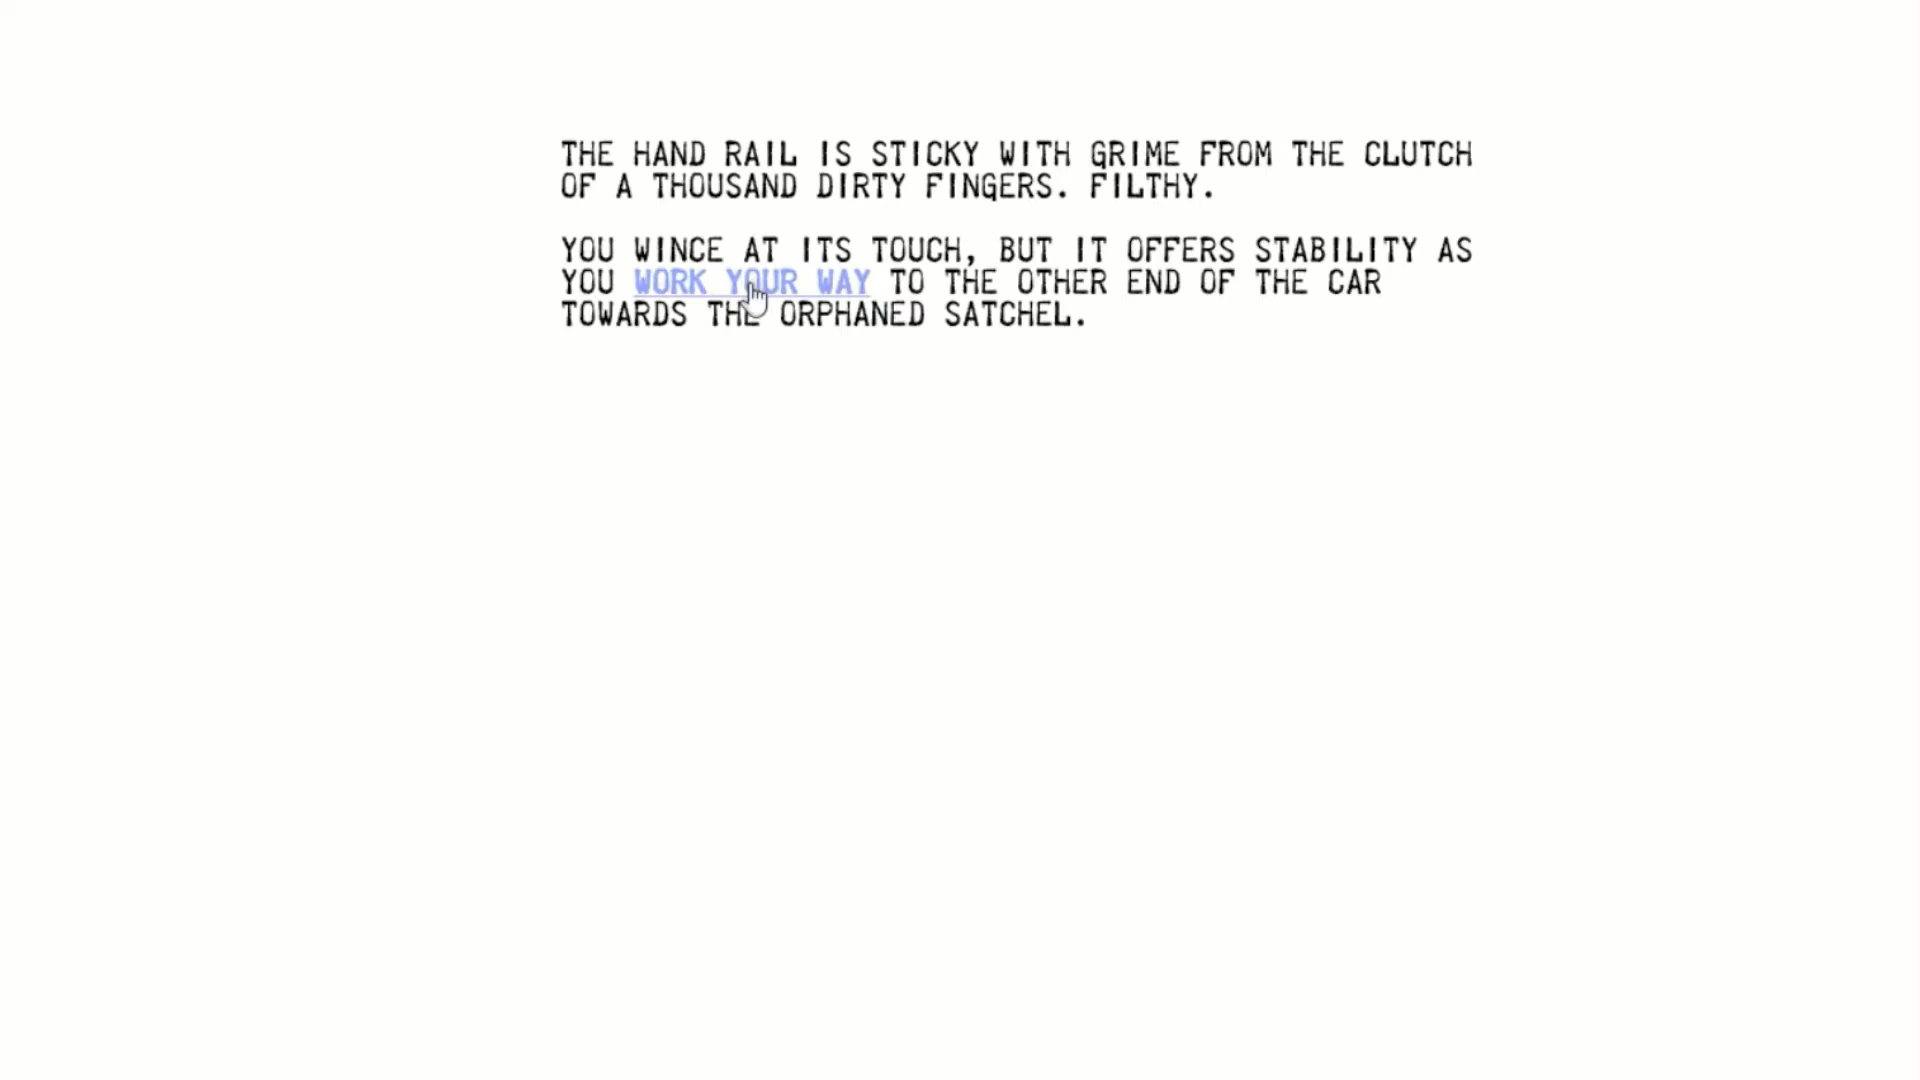 THE HAND RAIL IS STICKY WITH GRIME FROM THE CLUTCH
OF A THOUSAND DIRTY FINGERS. FILTHY.
YOU WINCE AT ITS TOUCH, BUT IT OFFERS STABILITY AS
YOU WORK YOUR WAY TO THE OTHER END OF THE CAR
TOWARDS THE ORPHANED SATCHEL.